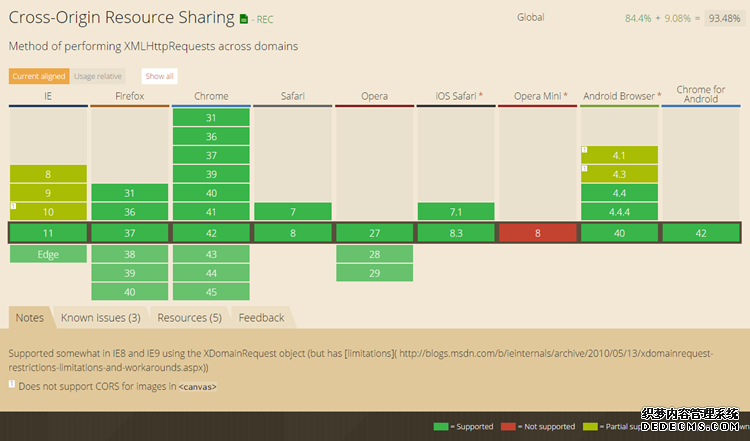 Cross-Origin Resource Sharing - REC
Global 84.4% + 9.08% = 93.48%
Method of performing XMLHttpRequests across domains
Current aligned Usage relative Show all
IE Firefox Chrome Safari Opera iOS Safari * Opera Mini * Android Browser * Chrome for Android
31
36
37 1 4.1
8 39 1 4.3
9 31 40 4.4
1 10 36 41 7 7.1 4.4.4
11 37 42 8 27 8.3 8 40 42
Edge 38 43 28
39 44 29
40 45
Notes Known issues (3) Resources (5) Feedback
Supported somewhat in IE8 and IE9 using the XDomainRequest object (but has [limitations]( http://blogs.msdn.com/b/ieinternals/archive/2010/05/13/xdomainrequest-
restrictions-limitations-and-workarounds.aspx))
1 Does not support CORS for images in <canvas>
= Supported = Not supported = Partial
织梦内容管理系统
DEDECMS.COM